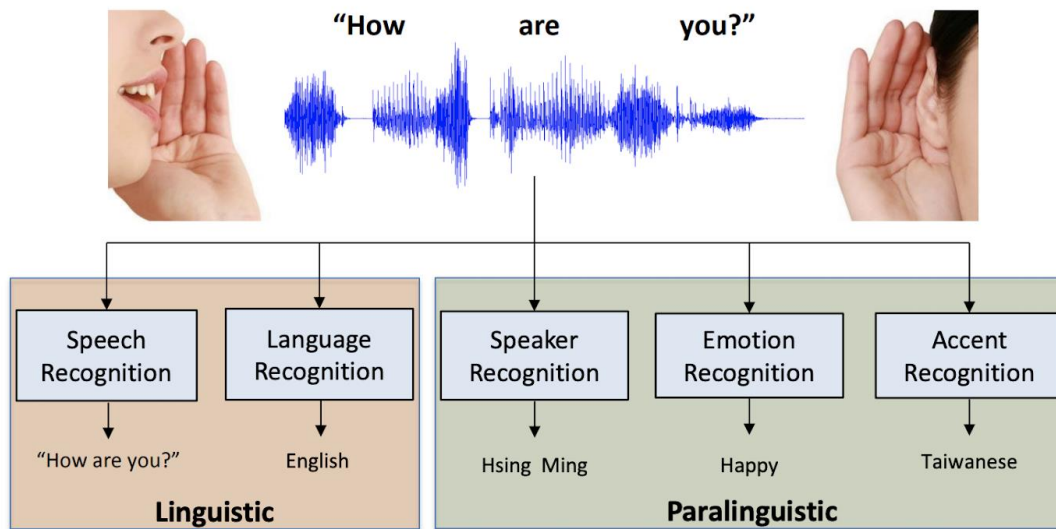 “How are you?”
Speech
Recognition
Language
Recognition
Speaker
Recognition
Emotion
Recognition
Accent
Recognition
“How are you?”
English
Hsing Ming
Happy
Taiwanese
Linguistic
Paralinguistic